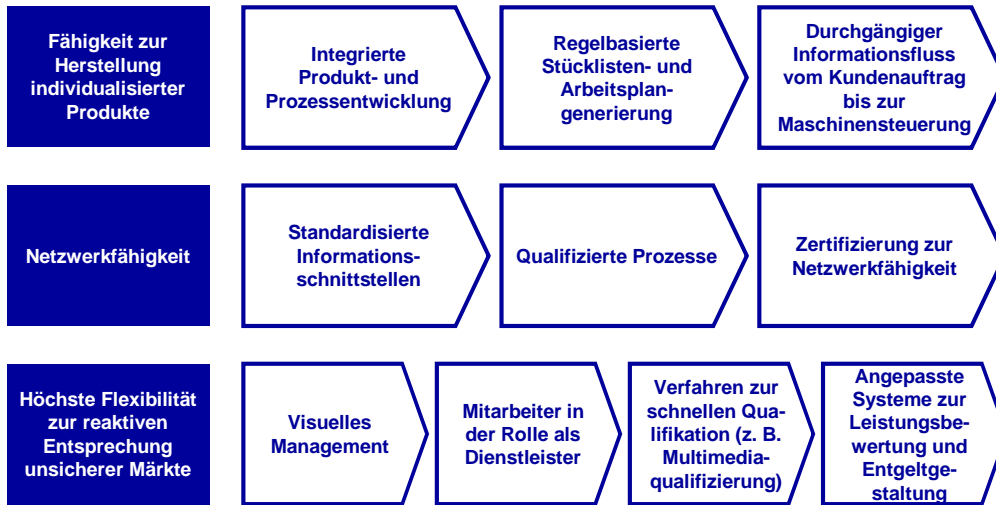 Fähigkeit zur
Herstellung
individualisierter
Produkte
Integrierte
Produkt- und
Prozessentwicklung
Regelbasierte
Stücklisten- und
Arbeitsplan-
generierung
Durchgängiger
Informationsfluss
vom Kundenauftrag
bis zur
Maschinensteuerung
Netzwerkfähigkeit
Standardisierte
Informations-
schnittstellen
Qualifizierte Prozesse
Zertifizierung zur
Netzwerkfähigkeit
Höchste Flexibilität
zur reaktiven
Entsprechung
unsicherer Märkte
Visuelles
Management
Mitarbeiter in
der Rolle als
Dienstleister
Verfahren zur
schnellen Qua-
lifikation (z. B.
Multimedia-
qualifizierung)
Angepasste
Systeme zur
Leistungsbe-
wertung und
Entgeltge-
staltung